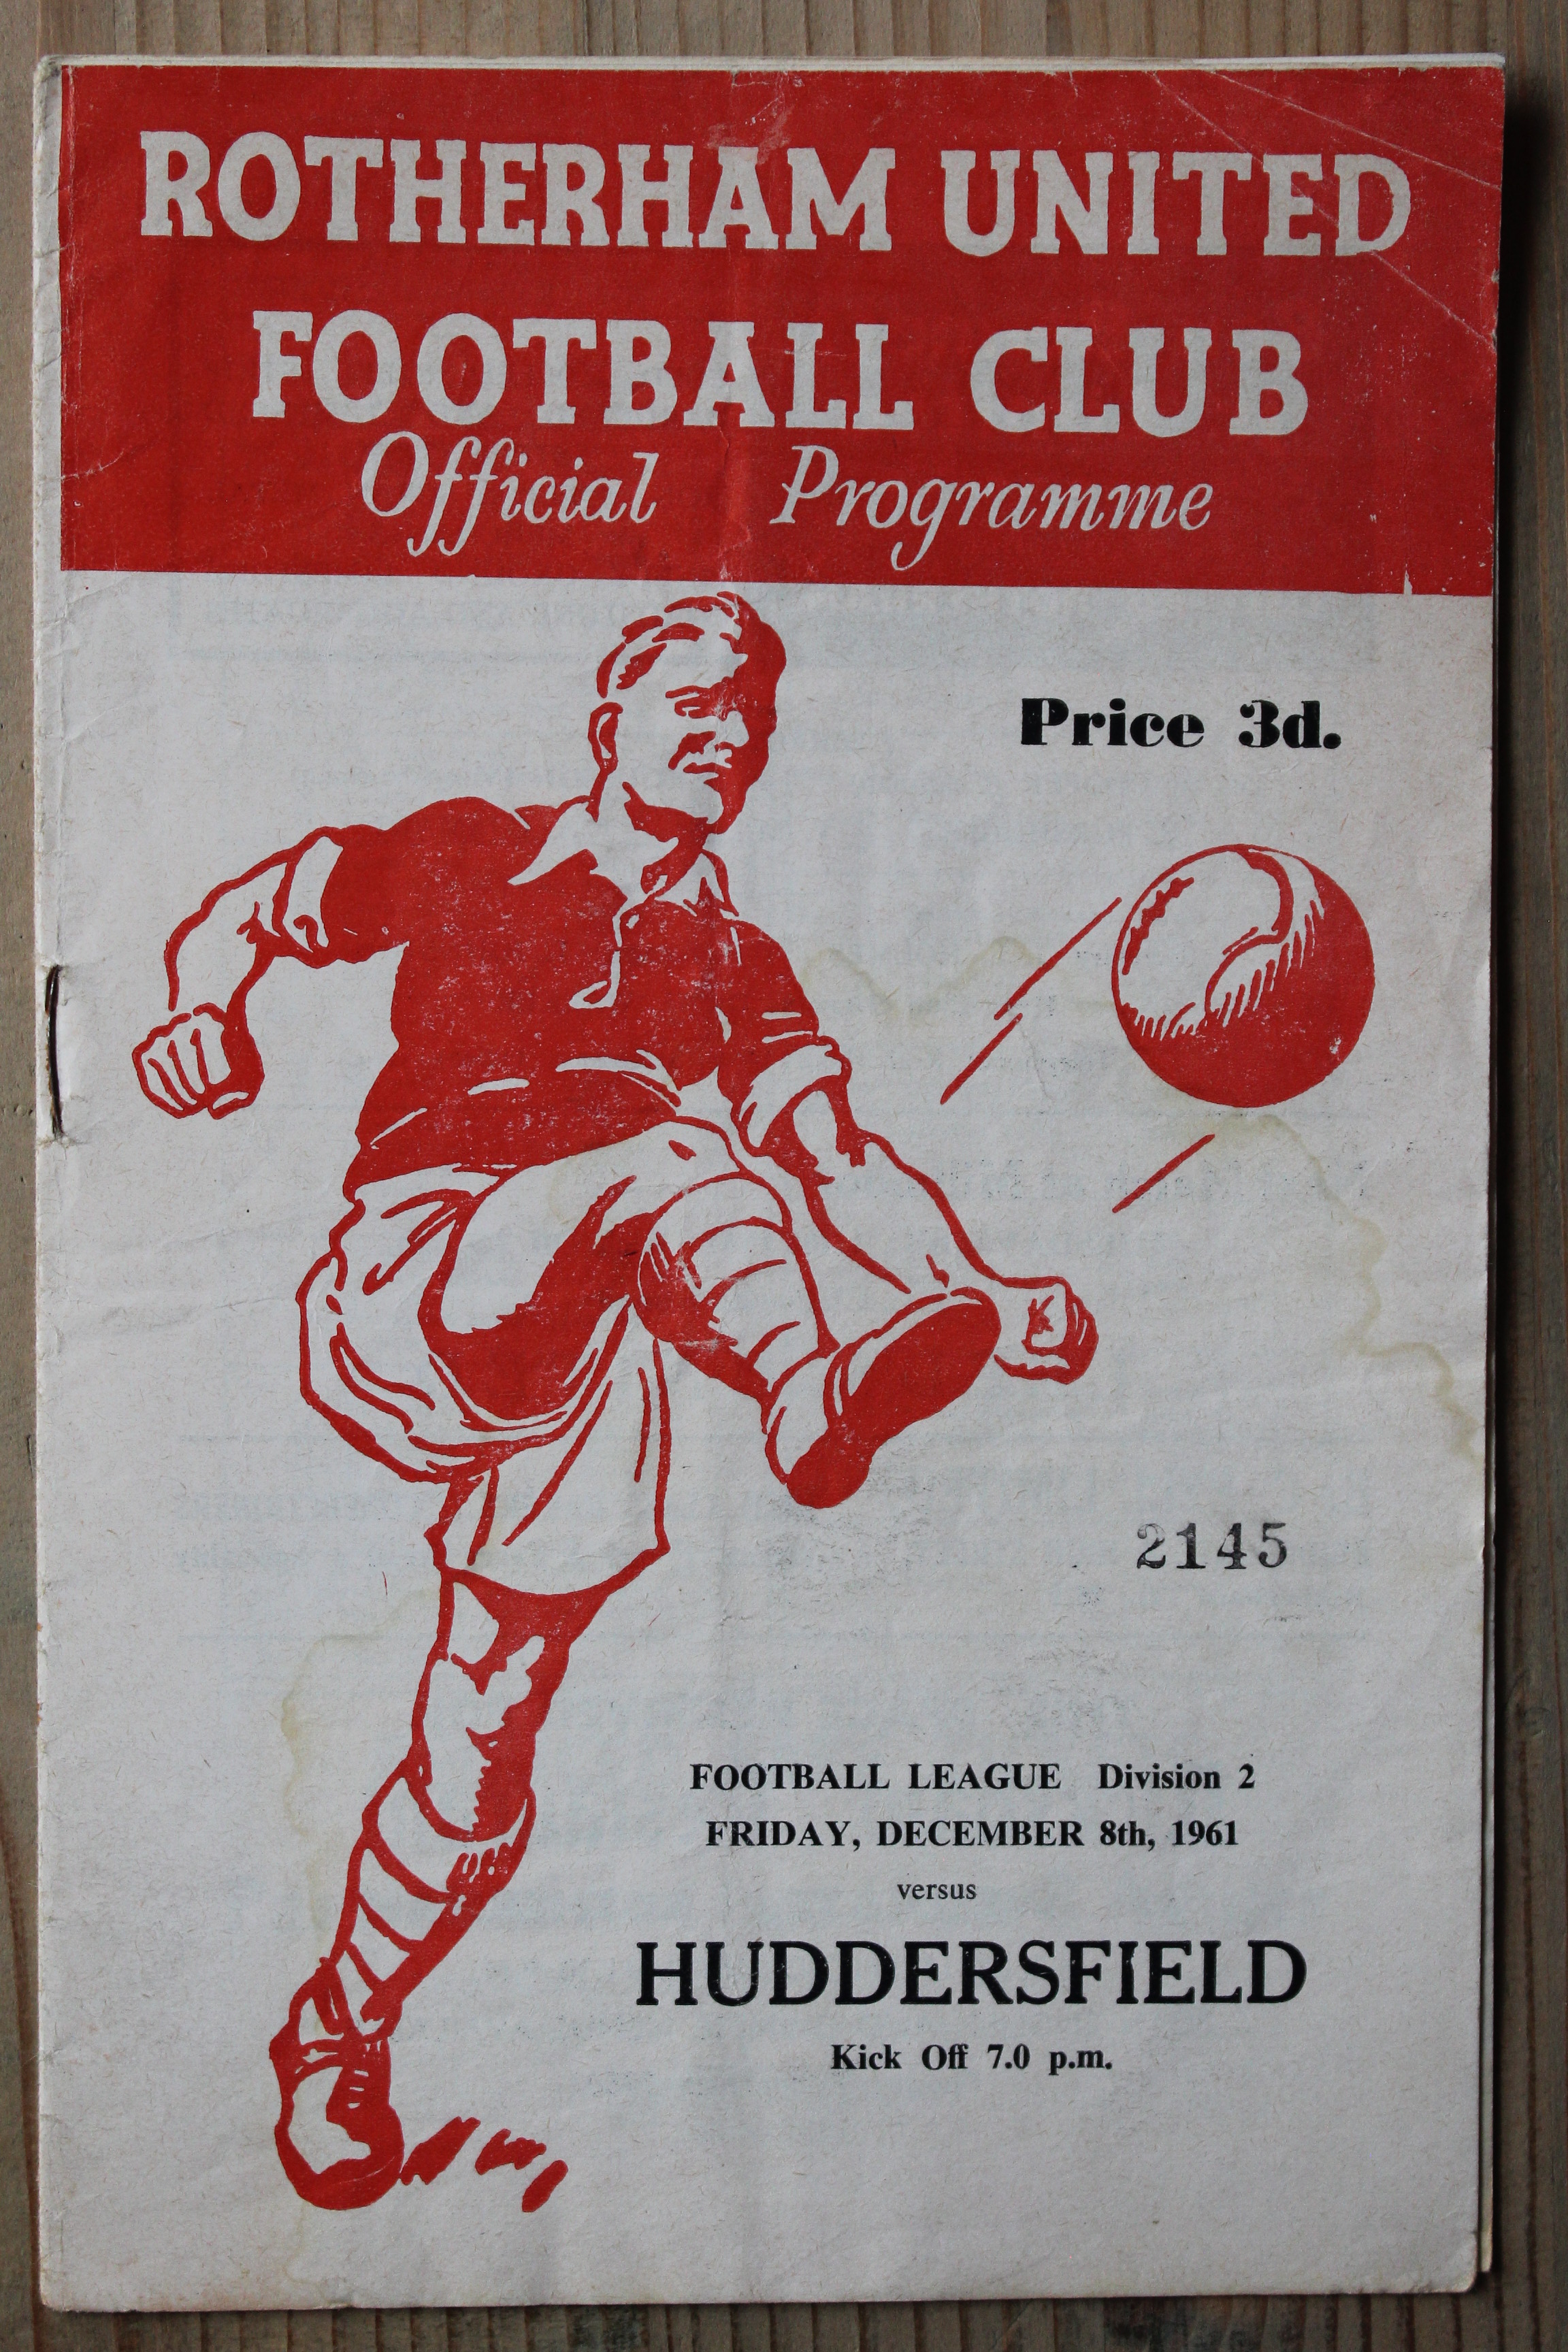 ROTHERHAM UNITED
FOOTBALL CLUB
Official Programme
Price 3d.
2145
FOOTBALL LEAGUE Division 2
FRIDAY, DECEMBER 8th, 1961
versus
HUDDERSFIELD
Kick Off 7.0 p.m.